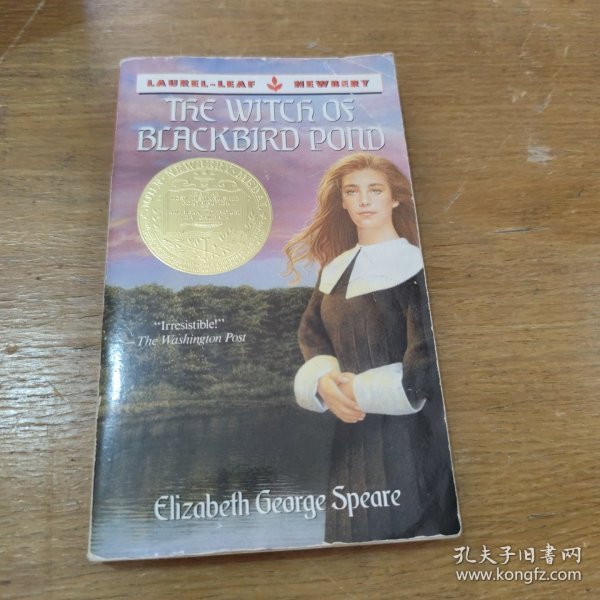 LAUREL-LEAF NEWBERY
THE WITCH OF
BLACKBIRD POND
"Irresistible!"
—The Washington Post
Elizabeth George Speare
孔夫子旧书网
www.kongfz.com